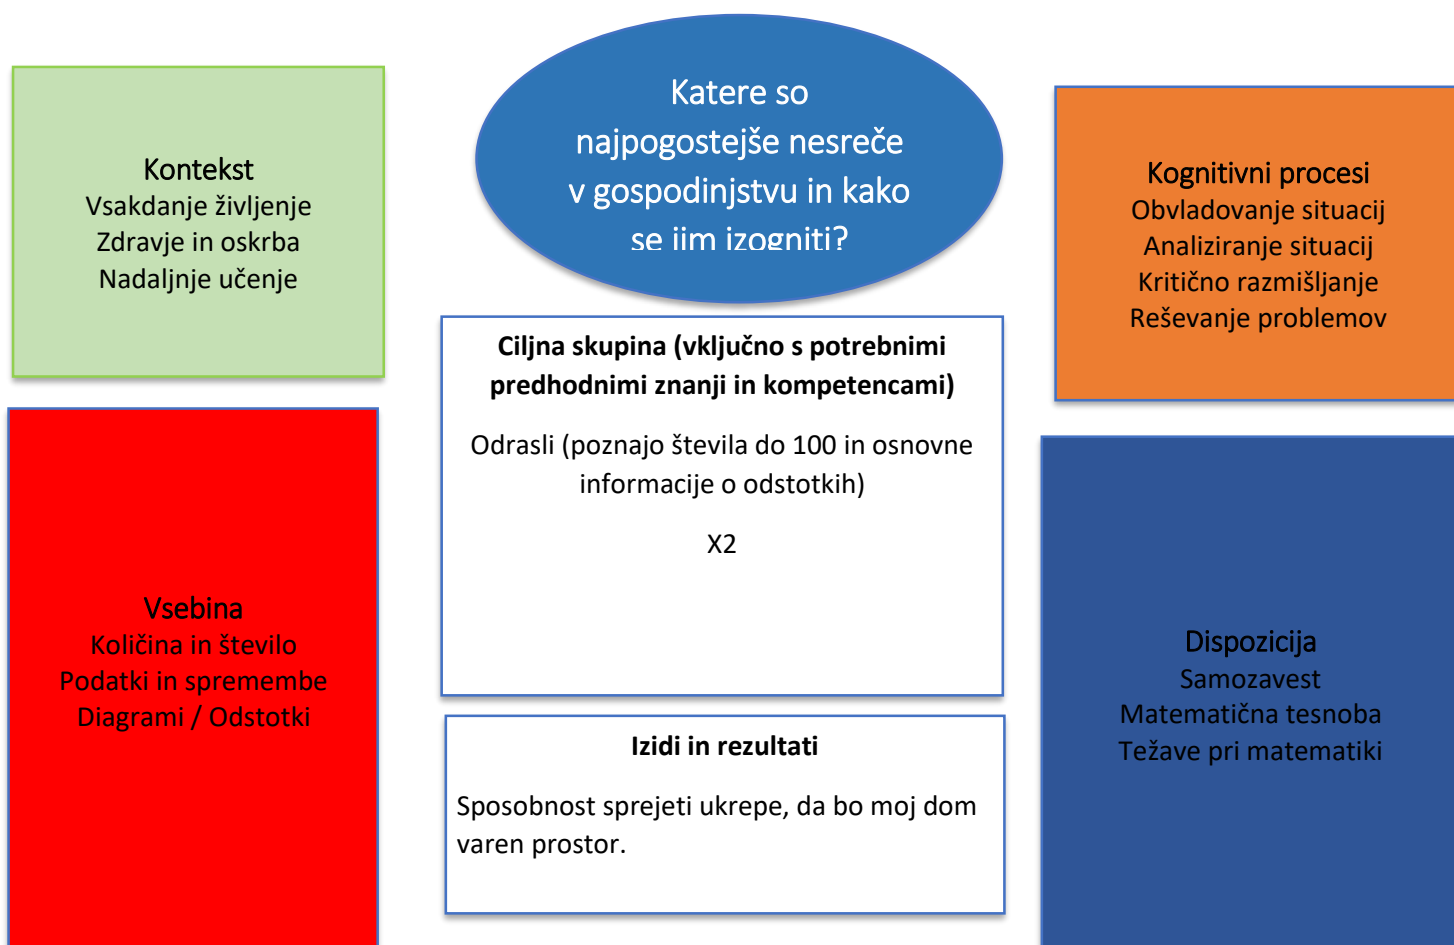 Katere so
najpogostejše nesreče
v gospodinjstvu in kako
se jim izogniti?
Kontekst
Vsakdanje življenje
Zdravje in oskrba
Nadaljnje učenje
Kognitivni procesi
Obvladovanje situacij
Analiziranje situacij
Kritično razmišljanje
Reševanje problemov
Ciljna skupina (vključno s potrebnimi
predhodnimi znanji in kompetencami)
Odrasli (poznajo števila do 100 in osnovne
informacije o odstotkih)
X2
Vsebina
Količina in število
Podatki in spremembe
Diagrami / Odstotki
Dispozicija
Samozavest
Matematična tesnoba
Težave pri matematiki
Izidi in rezultati
Sposobnost sprejeti ukrepe, da bo moj dom
varen prostor.